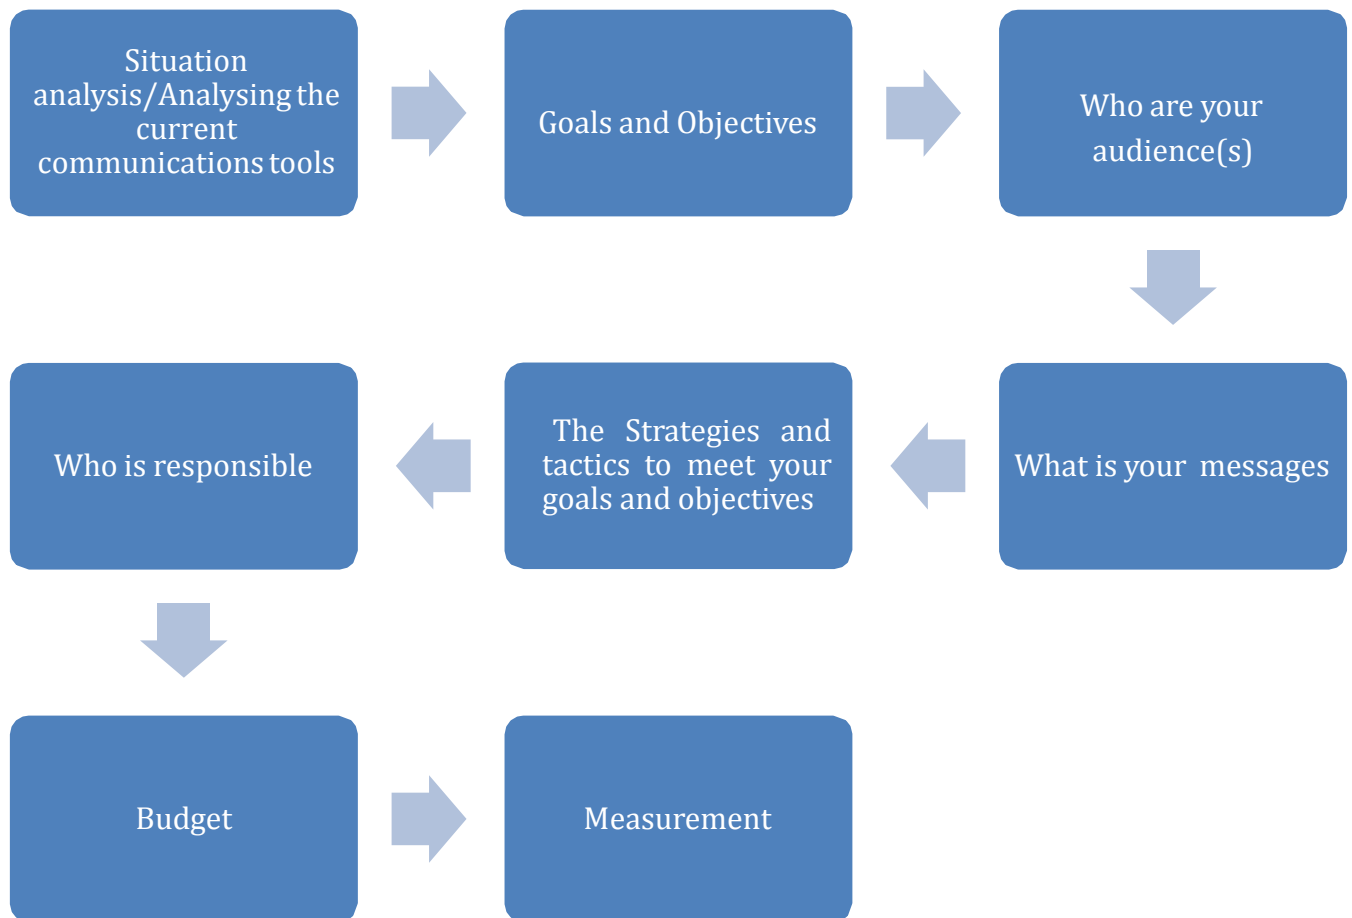 Situation
analysis/Analysing the
current
communications tools
Goals and Objectives
Who are your
audience(s)
What is your messages
The Strategies and
tactics to meet your
goals and objectives
Who is responsible
Budget
Measurement